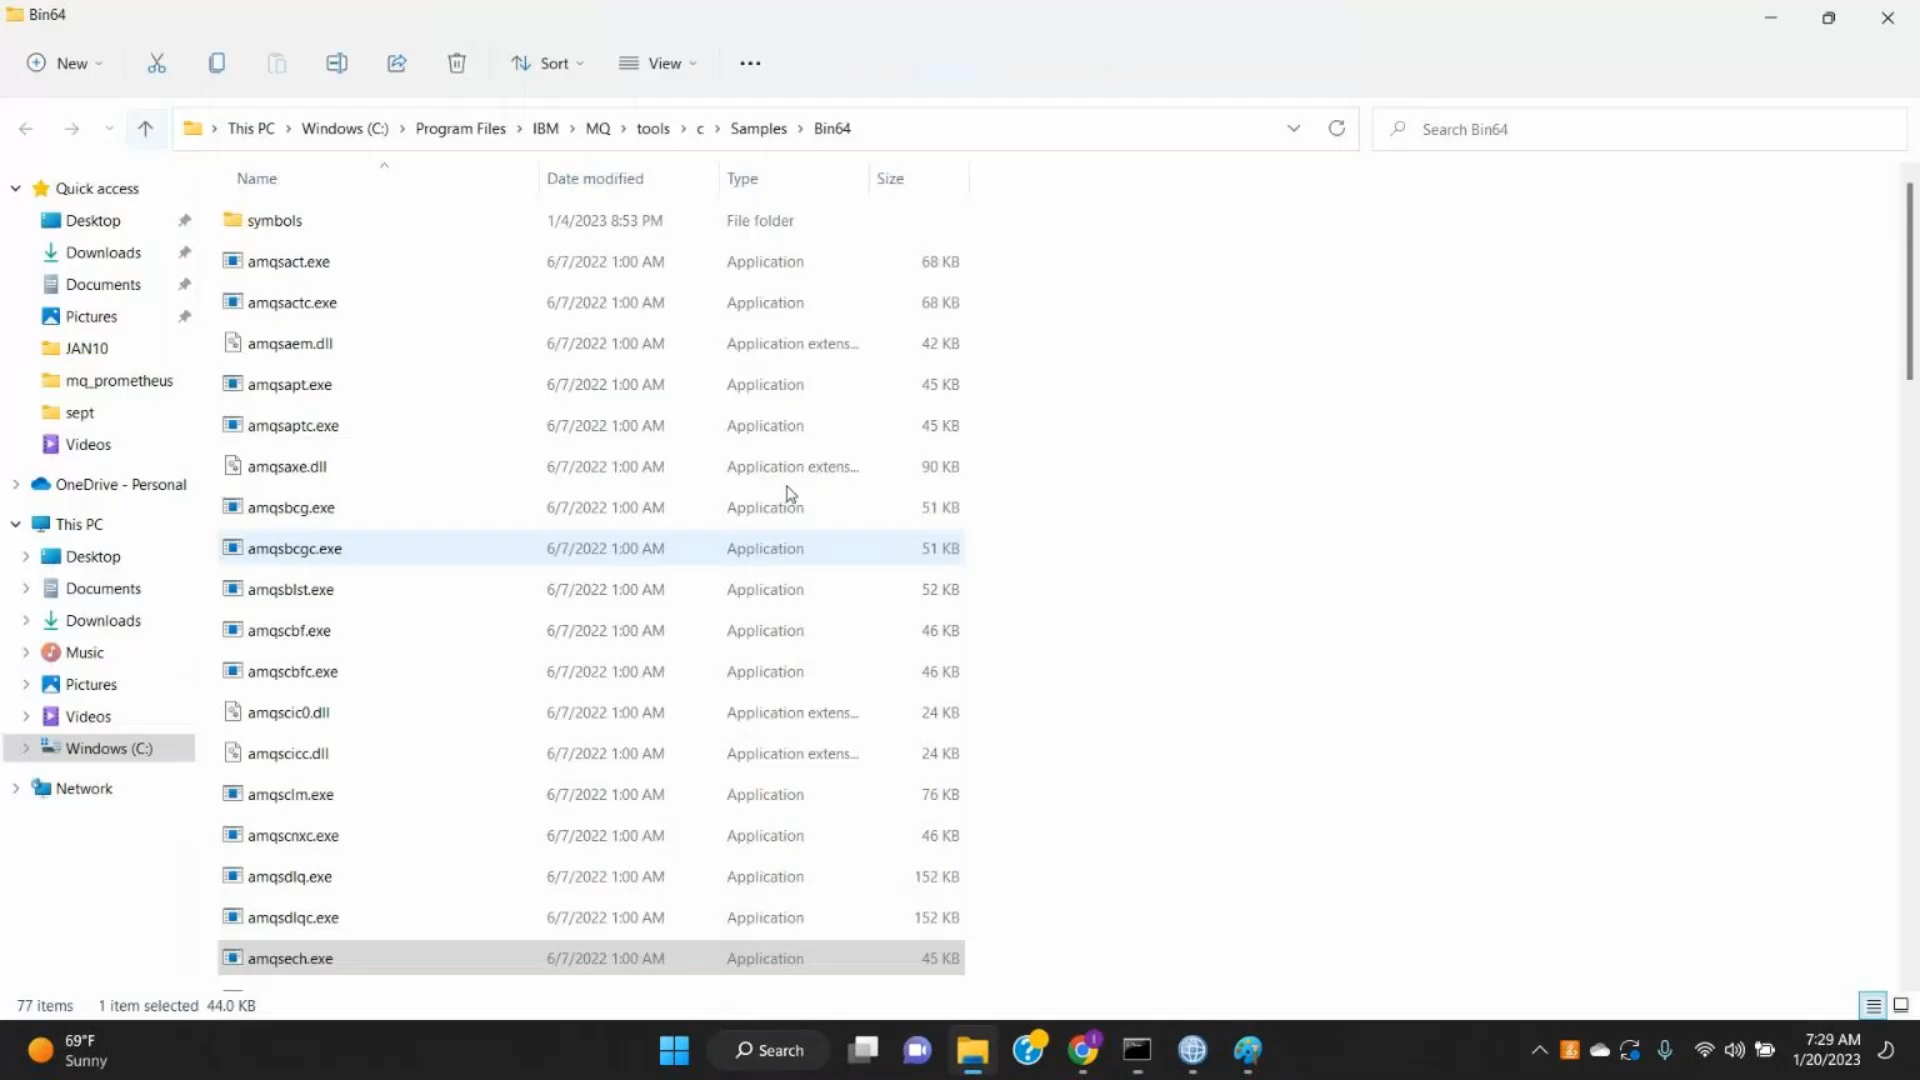 Bin64
New
Sort
View
This PC > Windows (C:) > Program Files > IBM > MQ > tools > c > Samples > Bin64
Search Bin64
Name Date modified Type Size
Quick access
Desktop
Downloads
Documents
Pictures
JAN10
mq_prometheus
sept
Videos
OneDrive - Personal
This PC
Desktop
Documents
Downloads
Music
Pictures
Videos
Windows (C:)
Network
symbols 1/4/2023 8:53 PM File folder
amqsact.exe 6/7/2022 1:00 AM Application 68 KB
amqsactc.exe 6/7/2022 1:00 AM Application 68 KB
amqsaem.dll 6/7/2022 1:00 AM Application extens... 42 KB
amqsapt.exe 6/7/2022 1:00 AM Application 45 KB
amqsaptc.exe 6/7/2022 1:00 AM Application 45 KB
amqsaxe.dll 6/7/2022 1:00 AM Application extens... 90 KB
amqsbcg.exe 6/7/2022 1:00 AM Application 51 KB
amqsbcgc.exe 6/7/2022 1:00 AM Application 51 KB
amqsblst.exe 6/7/2022 1:00 AM Application 52 KB
amqscbf.exe 6/7/2022 1:00 AM Application 46 KB
amqscbfc.exe 6/7/2022 1:00 AM Application 46 KB
amqscic0.dll 6/7/2022 1:00 AM Application extens... 24 KB
amqscicc.dll 6/7/2022 1:00 AM Application extens... 24 KB
amqsclm.exe 6/7/2022 1:00 AM Application 76 KB
amqscnxc.exe 6/7/2022 1:00 AM Application 46 KB
amqsdlq.exe 6/7/2022 1:00 AM Application 152 KB
amqsdlqc.exe 6/7/2022 1:00 AM Application 152 KB
amqsech.exe 6/7/2022 1:00 AM Application 45 KB
77 items 1 item selected 44.0 KB
69°F
Sunny
Search
7:29 AM
1/20/2023